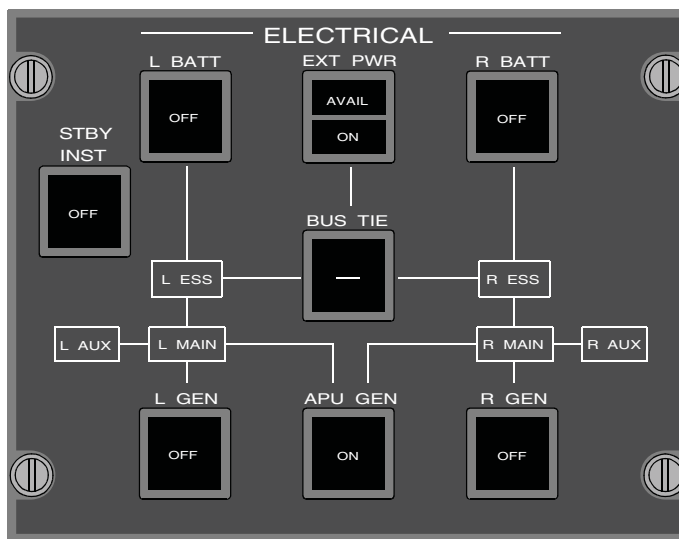 ELECTRICAL
L BATT
EXT PWR
R BATT
OFF
AVAIL
ON
OFF
STBY
INST
OFF
BUS TIE
L ESS
R ESS
L AUX
L MAIN
R MAIN
R AUX
L GEN
APU GEN
R GEN
OFF
ON
OFF